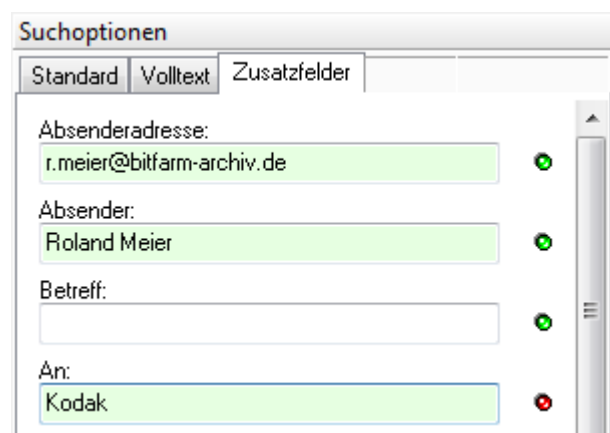 Suchoptionen
Standard Volltext Zusatzfelder
Absenderadresse:
r.meier@bitfarm-archiv.de
Absender:
Roland Meier
Betreff:
An:
Kodak